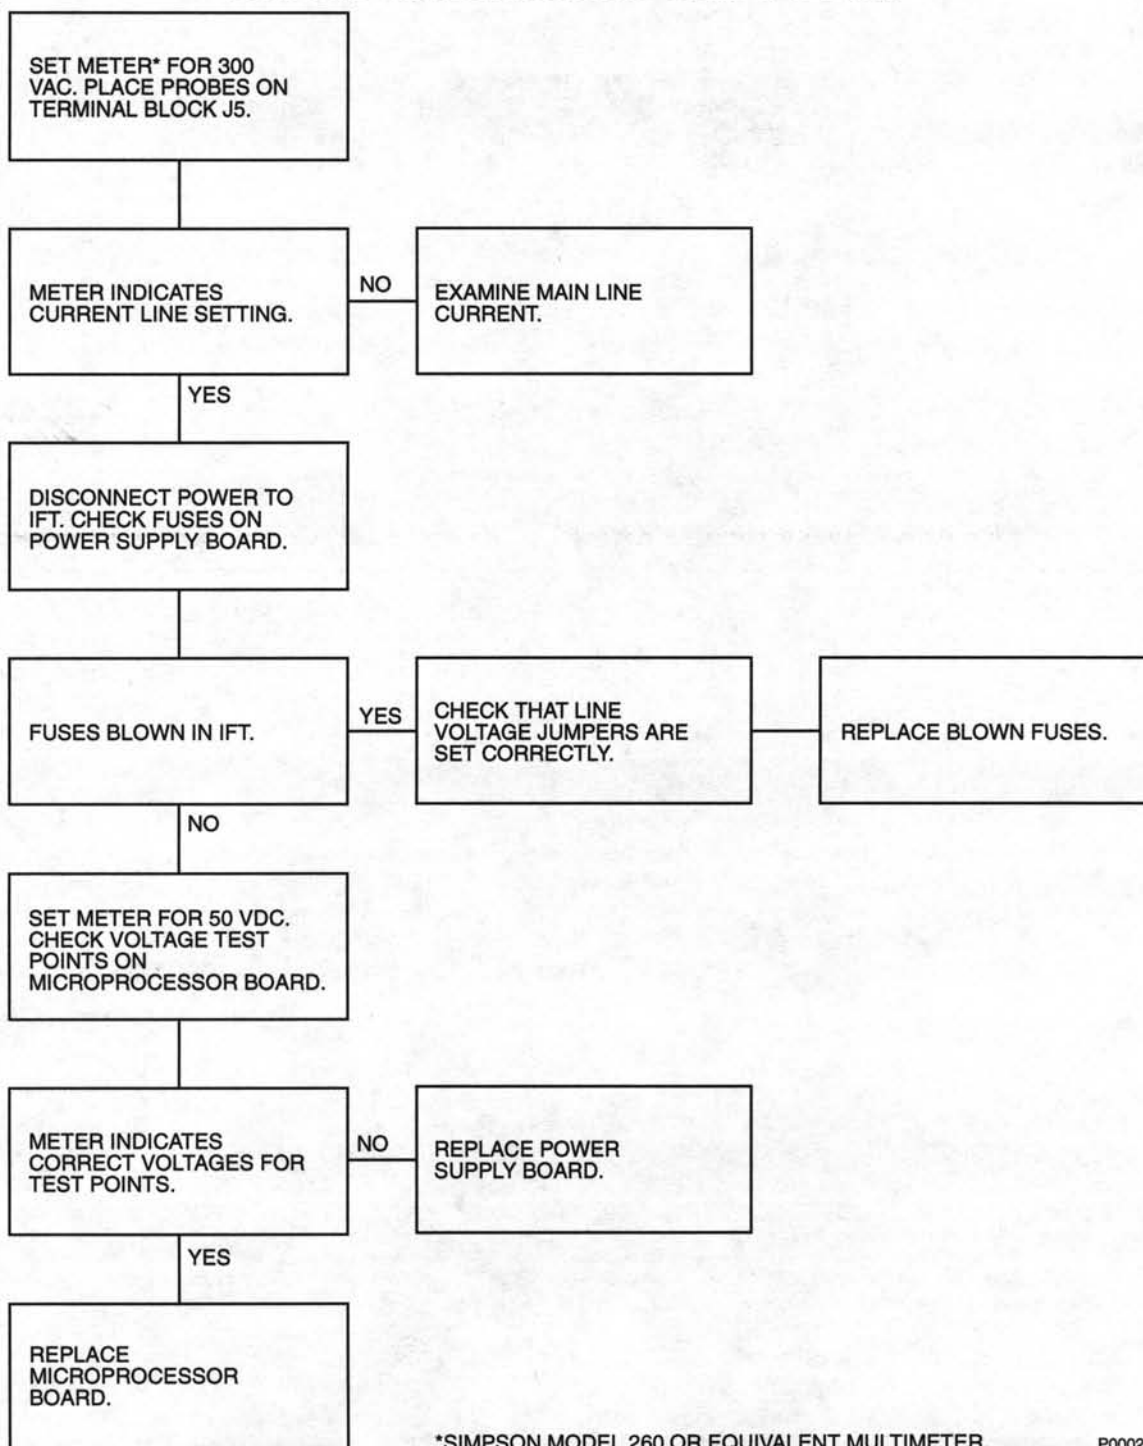 SET METER* FOR 300
VAC. PLACE PROBES ON
TERMINAL BLOCK J5.
METER INDICATES
CURRENT LINE SETTING.
NO
EXAMINE MAIN LINE
CURRENT.
YES
DISCONNECT POWER TO
IFT. CHECK FUSES ON
POWER SUPPLY BOARD.
FUSES BLOWN IN IFT.
YES
CHECK THAT LINE
VOLTAGE JUMPERS ARE
SET CORRECTLY.
REPLACE BLOWN FUSES.
NO
SET METER FOR 50 VDC.
CHECK VOLTAGE TEST
POINTS ON
MICROPROCESSOR BOARD.
METER INDICATES
CORRECT VOLTAGES FOR
TEST POINTS.
NO
REPLACE POWER
SUPPLY BOARD.
YES
REPLACE
MICROPROCESSOR
BOARD.
*SIMPSON MODEL 260 OR EQUIVALENT MULTIMETER